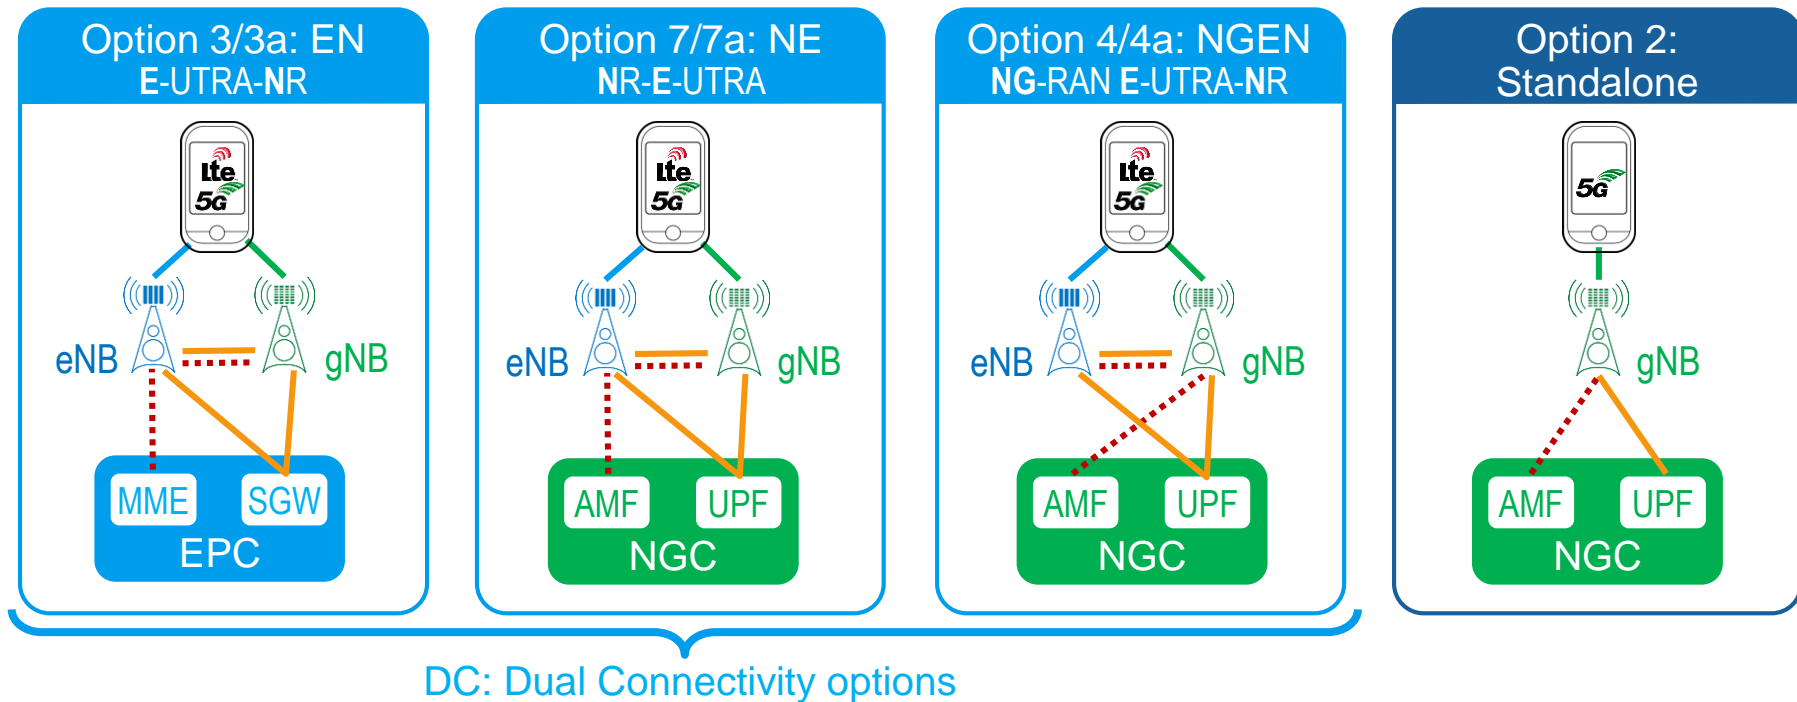 Option 3/3a: EN
E-UTRA-NR
Lte
5G
eNB
gNB
MME
SGW
EPC
Option 7/7a: NE
NR-E-UTRA
Lte
5G
eNB
gNB
AMF
UPF
NGC
Option 4/4a: NGEN
NG-RAN E-UTRA-NR
Lte
5G
eNB
gNB
AMF
UPF
NGC
Option 2:
Standalone
5G
gNB
AMF
UPF
NGC
DC: Dual Connectivity options